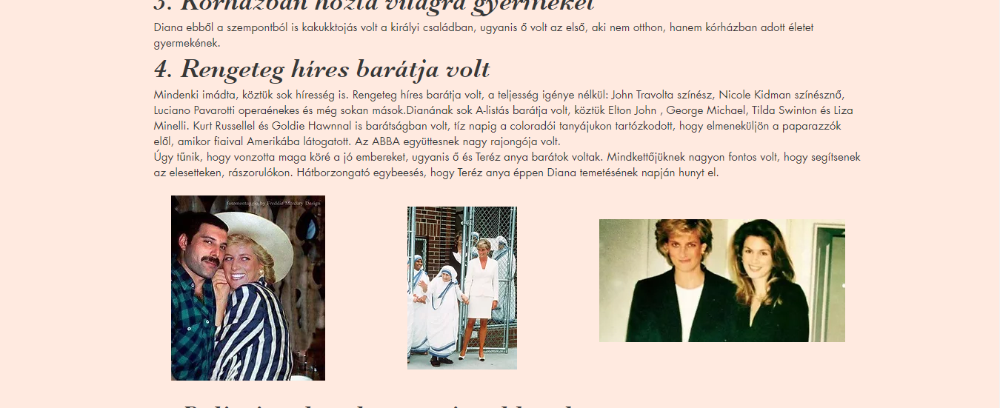 3. Kórházban hozta világra gyermekeit
Diana ebből a szempontból is kakukktojás volt a királyi családban, ugyanis ő volt az első, aki nem otthon, hanem kórházban adott életet
gyermekének.
4. Rengeteg híres barátja volt
Mindenki imádta, köztük sok híresség is. Rengeteg híres barátja volt, a teljesség igénye nélkül: John Travolta színész, Nicole Kidman színésznő,
Luciano Pavarotti operaénekes és még sokan mások.Dianának sok A-listás barátja volt, köztük Elton John , George Michael, Tilda Swinton és Liza
Minelli. Kurt Russellel és Goldie Hawnnal is barátságban volt, tíz napig a coloradói tanyájukon tartózkodott, hogy elmeneküljön a paparazzók
elől, amikor fiaival Amerikába látogatott. Az ABBA együttesnek nagy rajongója volt.
Úgy tűnik, hogy vonzotta maga köré a jó embereket, ugyanis ő és Teréz anya barátok voltak. Mindkettőjüknek nagyon fontos volt, hogy segítsenek
az elesetteken, rászorulókon. Hátborzongató egybeesés, hogy Teréz anya éppen Diana temetésének napján hunyt el.
fotomontaggio by Freddie Mercury Design